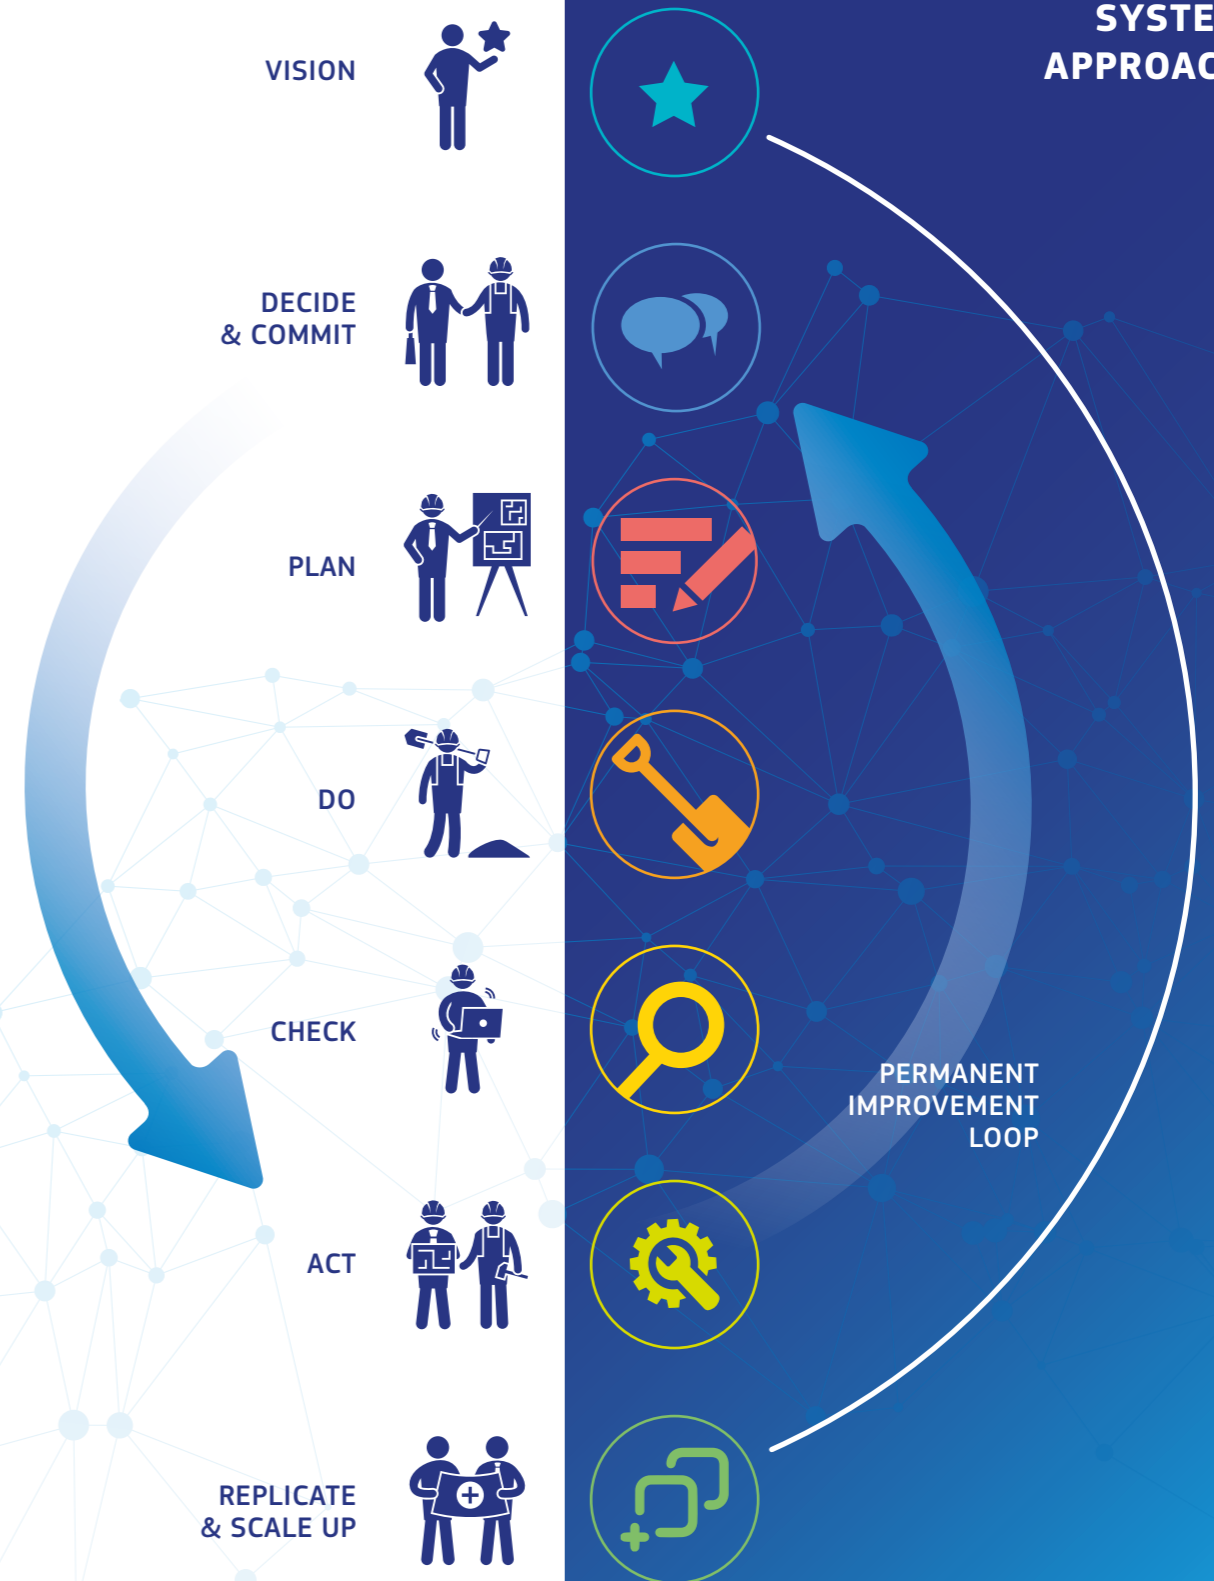 VISION
SYSTE
APPROAC
DECIDE
& COMMIT
PLAN
DO
CHECK
PERMANENT
IMPROVEMENT
LOOP
ACT
REPLICATE
& SCALE UP